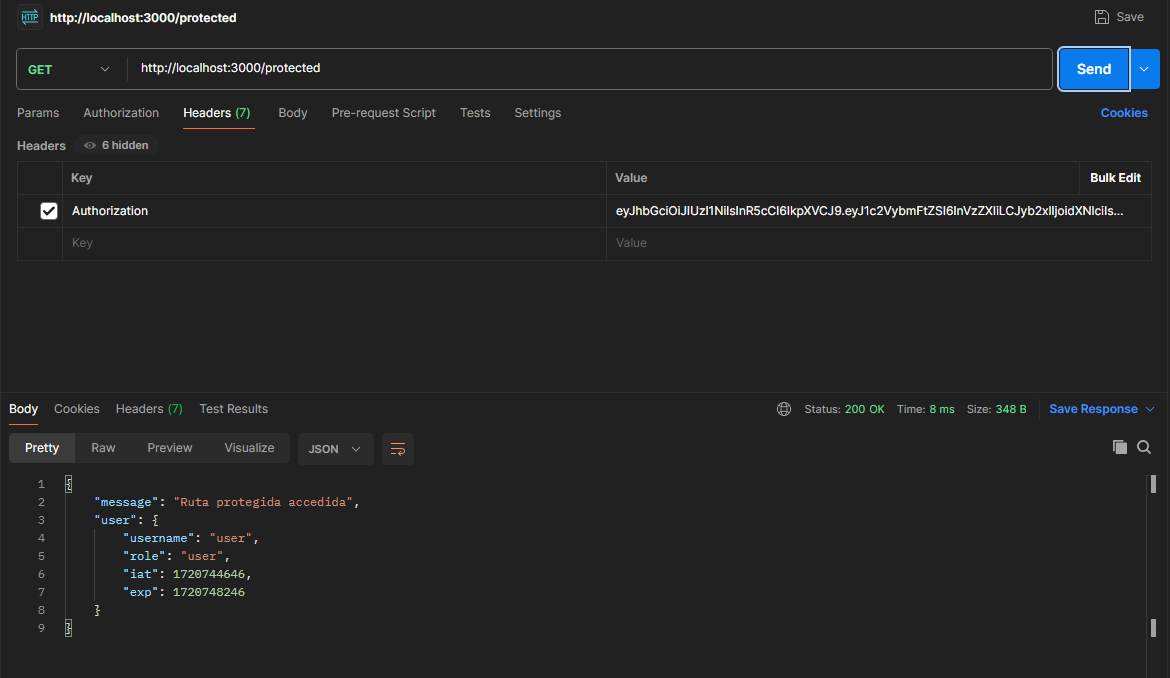 HTTP http://localhost:3000/protected Save
GET http://localhost:3000/protected Send
Params Authorization Headers (7) Body Pre-request Script Tests Settings Cookies
Headers 6 hidden
Key Value Bulk Edit
Authorization eyJhbGciOiJIUzI1NiIsInR5cCI6IkpXVCJ9.eyJ1c2VybmFtZSI6InVzZXIiLCJyb2xlIjoidXNlciIs...
Key Value
Body Cookies Headers (7) Test Results Status: 200 OK Time: 8 ms Size: 348 B Save Response
Pretty Raw Preview Visualize JSON
1 {
2 "message": "Ruta protegida accedida",
3 "user": {
4 "username": "user",
5 "role": "user",
6 "iat": 1720744646,
7 "exp": 1720748246
8 }
9 }